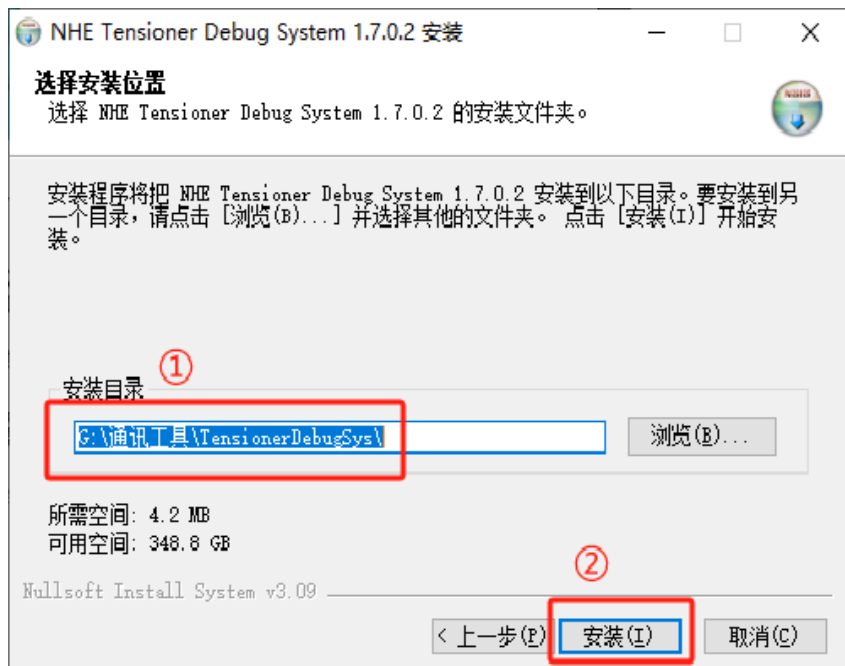 NHE Tensioner Debug System 1.7.0.2 安装
选择安装位置
选择 NHE Tensioner Debug System 1.7.0.2 的安装文件夹。
安装程序将把 NHE Tensioner Debug System 1.7.0.2 安装到以下目录。要安装到另
一个目录，请点击 [浏览(B)...] 并选择其他的文件夹。 点击 [安装(I)] 开始安
装。
①
安装目录
G:\通讯工具\TensionerDebugSys\
浏览(B)...
所需空间: 4.2 MB
可用空间: 348.8 GB
②
Nullsoft Install System v3.09
< 上一步(P)
安装(I)
取消(C)